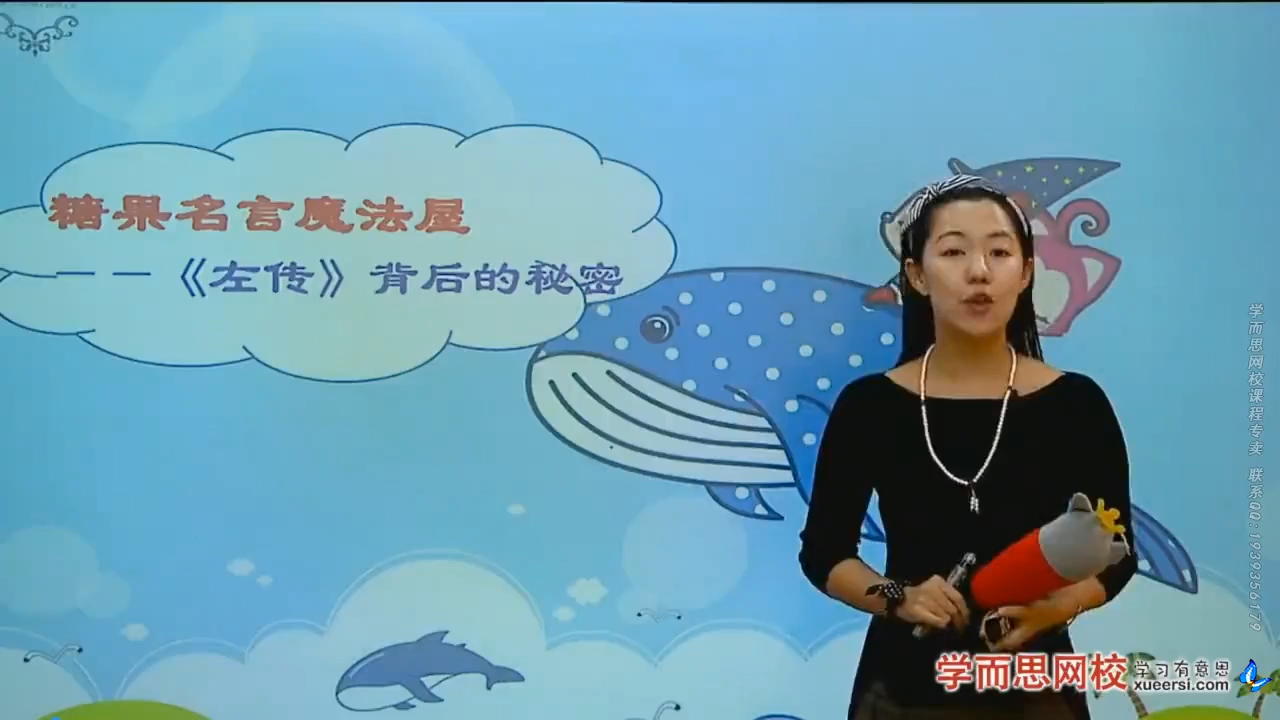 糖果名言魔法屋
——《左传》背后的秘密
学而思网校课程专卖 联系QQ:1939356179
学而思网校
学习有意思
xueersi.com